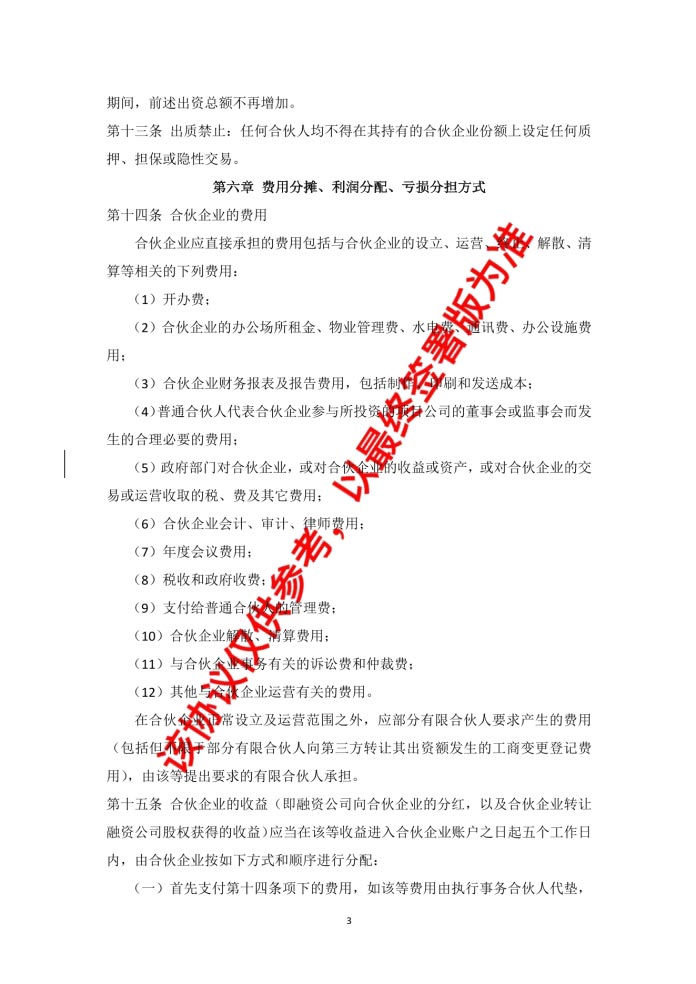 期间，前述出资总额不再增加。
第十三条 出质禁止：任何合伙人均不得在其持有的合伙企业份额上设定任何质
押、担保或隐性交易。
第六章 费用分摊、利润分配、亏损分担方式
第十四条 合伙企业的费用
合伙企业应直接承担的费用包括与合伙企业的设立、运营、终止、解散、清
算等相关的下列费用：
（1）开办费；
（2）合伙企业的办公场所租金、物业管理费、水电费、通讯费、办公设施费
用；
（3）合伙企业财务报表及报告费用，包括制作、印刷和发送成本；
（4）普通合伙人代表合伙企业参与所投资的项目公司的董事会或监事会而发
生的合理必要的费用；
（5）政府部门对合伙企业，或对合伙企业的收益或资产，或对合伙企业的交
易或运营收取的税、费及其它费用；
（6）合伙企业会计、审计、律师费用；
（7）年度会议费用；
（8）税收和政府收费；
（9）支付给普通合伙人的管理费；
（10）合伙企业解散、清算费用；
（11）与合伙企业事务有关的诉讼费和仲裁费；
（12）其他与合伙企业运营有关的费用。
在合伙企业正常设立及运营范围之外，应部分有限合伙人要求产生的费用
（包括但不限于部分有限合伙人向第三方转让其出资额发生的工商变更登记费
用），由该等提出要求的有限合伙人承担。
第十五条 合伙企业的收益（即融资公司向合伙企业的分红，以及合伙企业转让
融资公司股权获得的收益）应当在该等收益进入合伙企业账户之日起五个工作日
内，由合伙企业按如下方式和顺序进行分配：
（一）首先支付第十四条项下的费用，如该等费用由执行事务合伙人代垫，
3
该协议仅供参考，以最终签署版为准